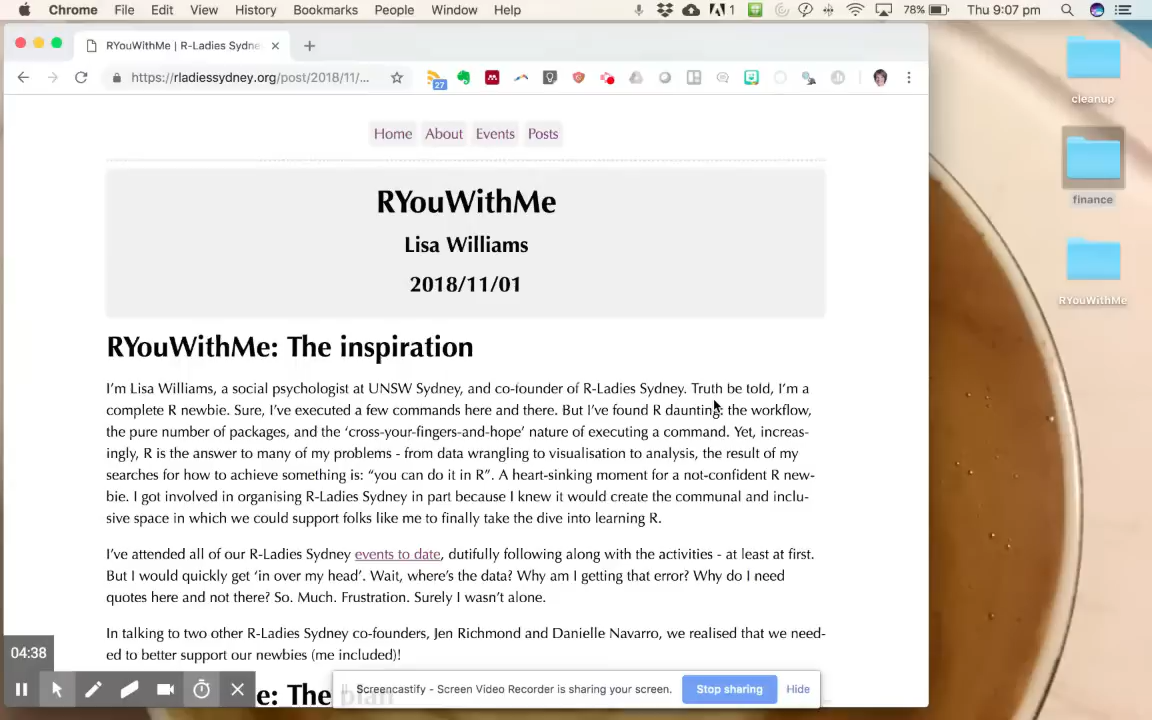 Chrome File Edit View History Bookmarks People Window Help 1 78% Thu 9:07 pm
RYouWithMe | R-Ladies Sydne
https://rladiessydney.org/post/2018/11/...
27
cleanup
finance
RYouWithMe
Home About Events Posts
RYouWithMe
Lisa Williams
2018/11/01
RYouWithMe: The inspiration
I'm Lisa Williams, a social psychologist at UNSW Sydney, and co-founder of R-Ladies Sydney. Truth be told, I'm a
complete R newbie. Sure, I've executed a few commands here and there. But I've found R daunting: the workflow,
the pure number of packages, and the 'cross-your-fingers-and-hope' nature of executing a command. Yet, increas-
ingly, R is the answer to many of my problems - from data wrangling to visualisation to analysis, the result of my
searches for how to achieve something is: “you can do it in R”. A heart-sinking moment for a not-confident R new-
bie. I got involved in organising R-Ladies Sydney in part because I knew it would create the communal and inclu-
sive space in which we could support folks like me to finally take the dive into learning R.
I've attended all of our R-Ladies Sydney events to date, dutifully following along with the activities - at least at first.
But I would quickly get 'in over my head'. Wait, where's the data? Why am I getting that error? Why do I need
quotes here and not there? So. Much. Frustration. Surely I wasn't alone.
In talking to two other R-Ladies Sydney co-founders, Jen Richmond and Danielle Navarro, we realised that we need-
ed to better support our newbies (me included)!
04:38
e: The plan
Screencastify - Screen Video Recorder is sharing your screen. Stop sharing Hide